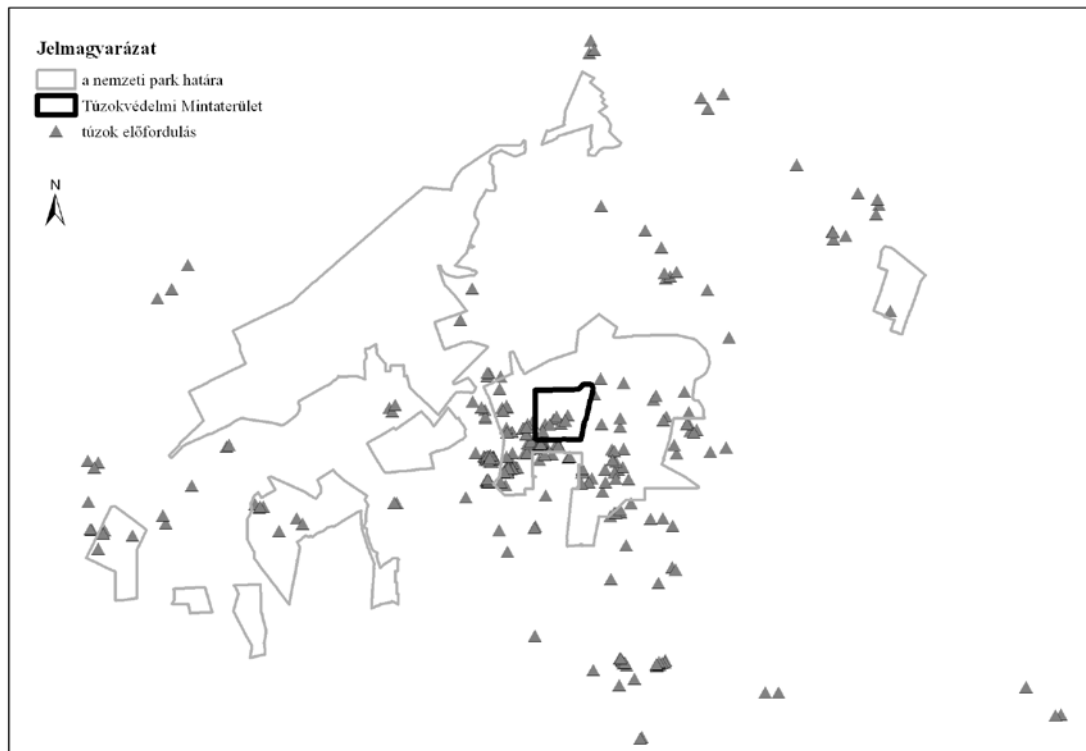 Jelmagyarázat
a nemzeti park határa
Túzokvédelmi Mintaterület
túzok előfordulás
N